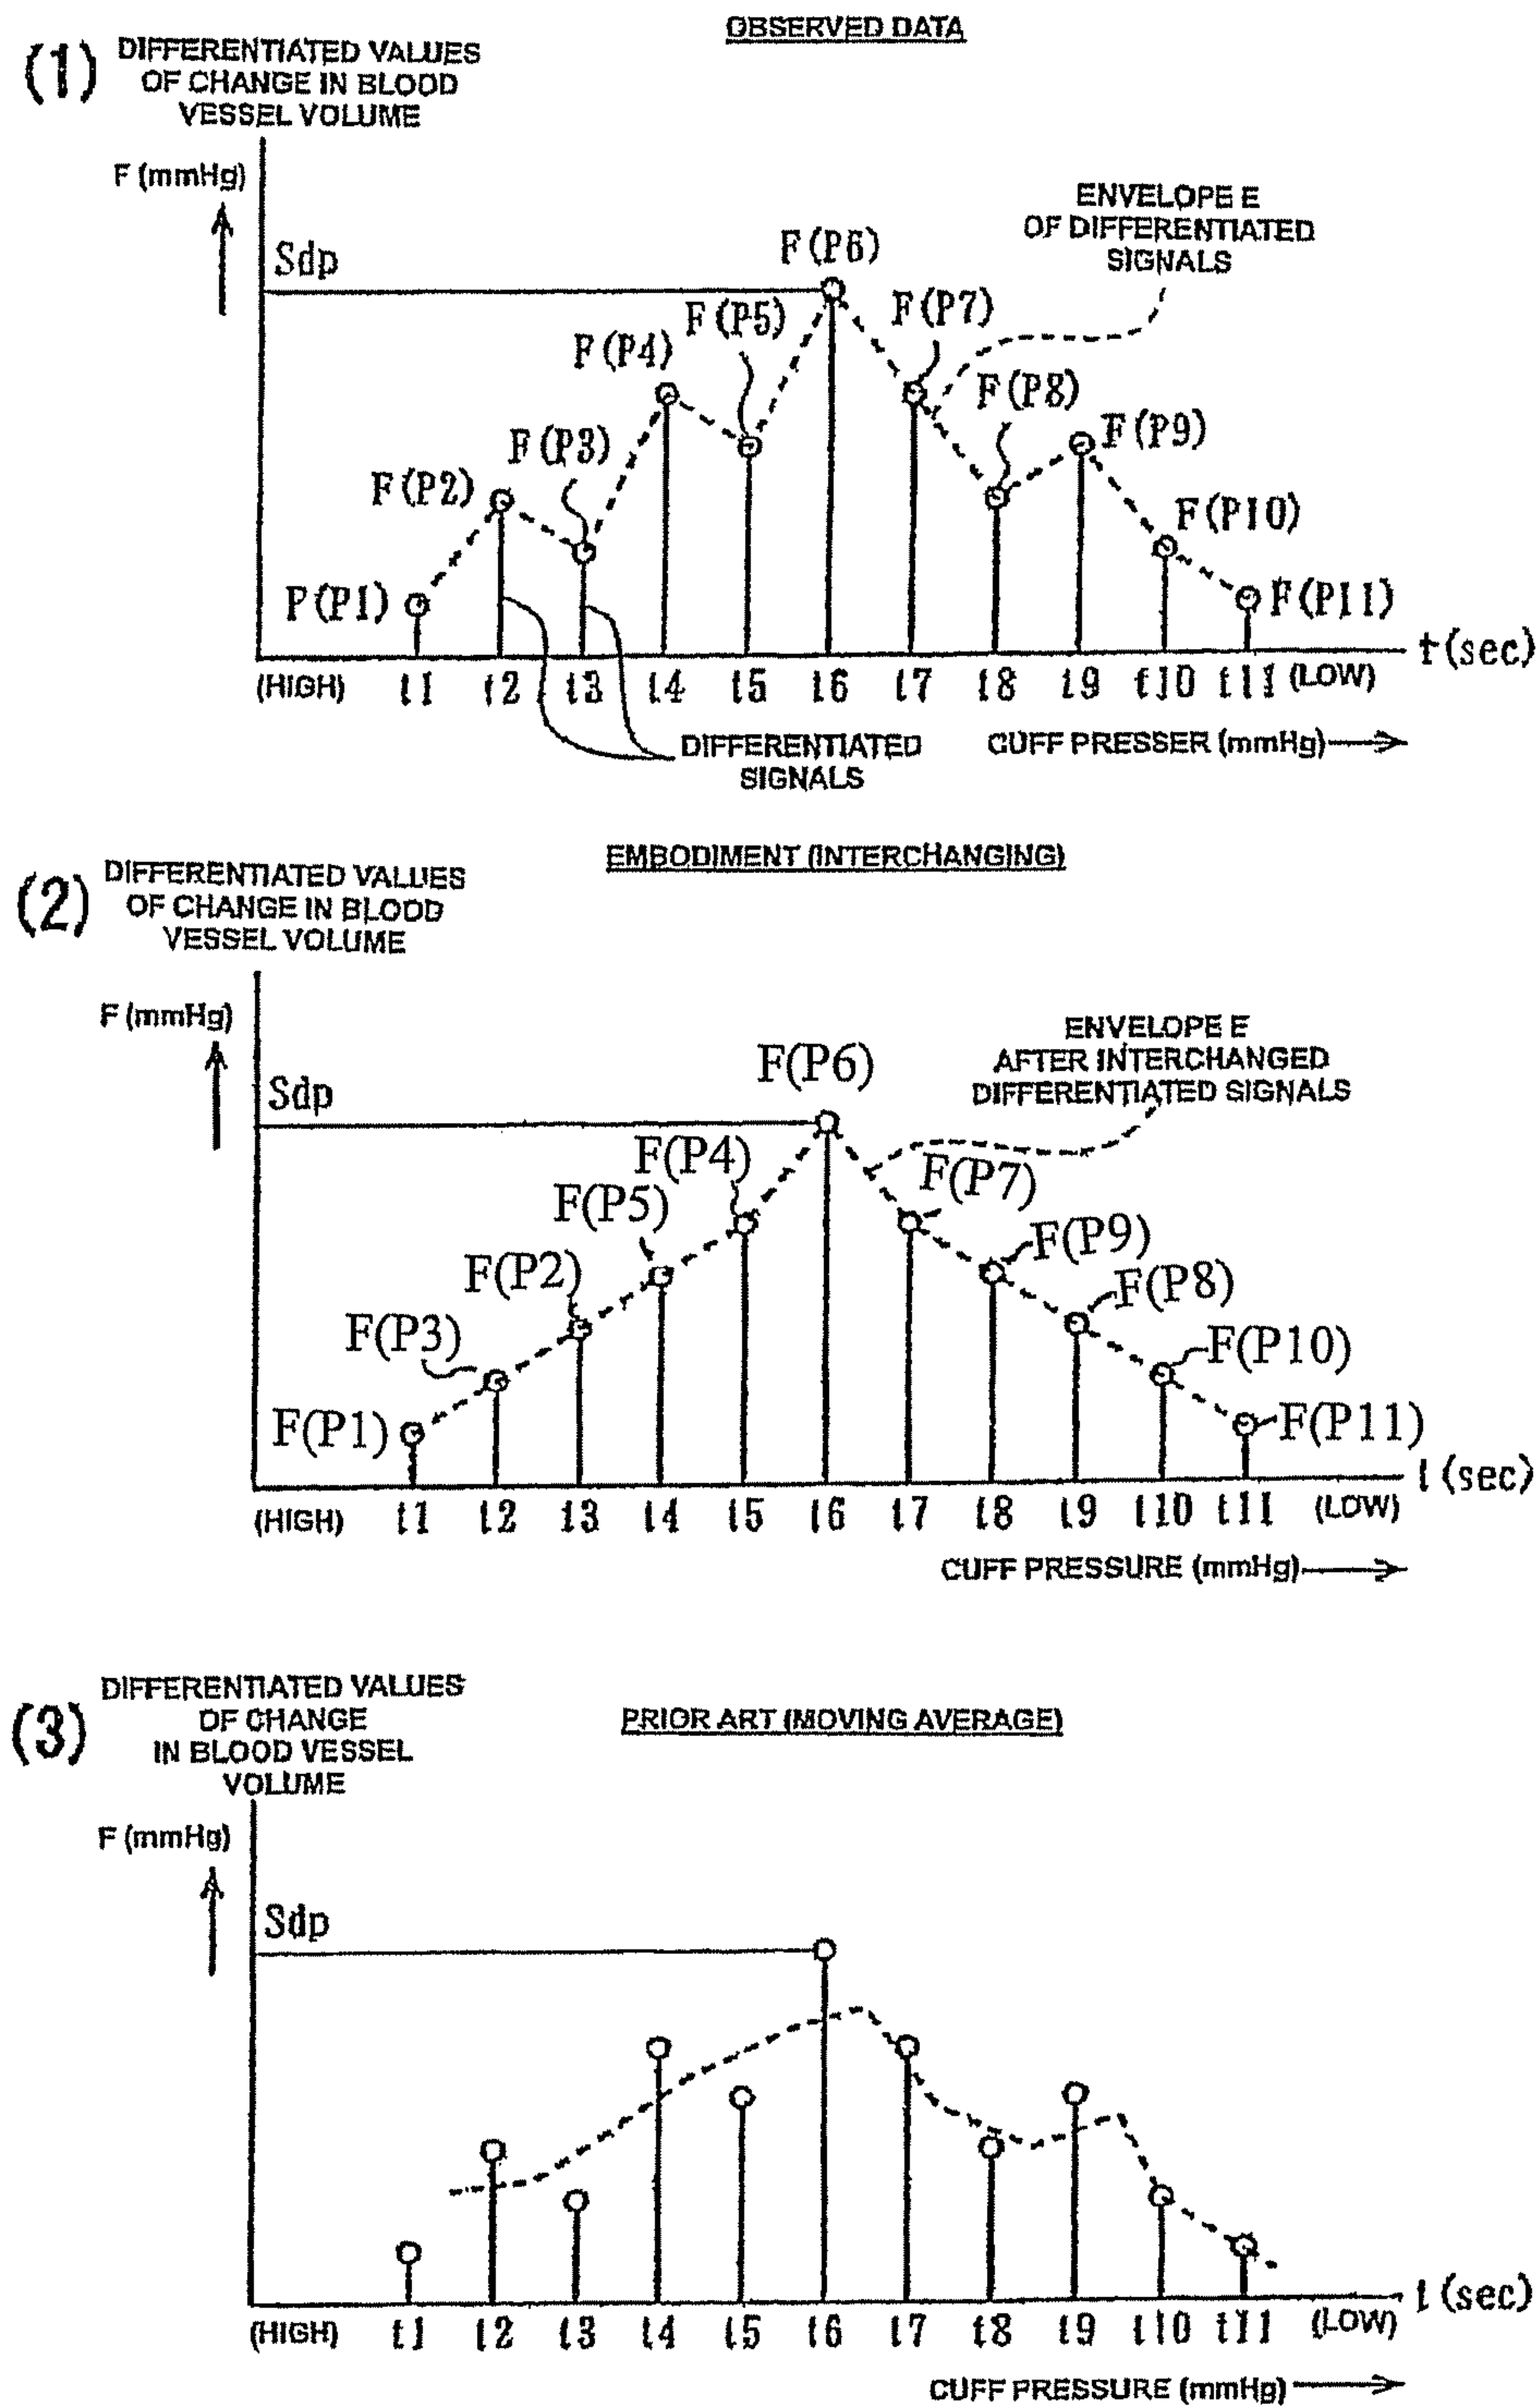 OBSERVED DATA
(1)
DIFFERENTIATED VALUES
OF CHANGE IN BLOOD
VESSEL VOLUME
F (mmHg)
ENVELOPE E
OF DIFFERENTIATED
SIGNALS
Sdp
F(P6)
F(P5)
F(P7)
F(P4)
F(P8)
F(P3)
F(P9)
F(P2)
F(P10)
P(P1)
F(P11)
t(sec)
(HIGH) t1 t2 t3 t4 t5 t6 t7 t8 t9 t10 t11 (LOW)
DIFFERENTIATED
SIGNALS
CUFF PRESSER (mmHg)
EMBODIMENT (INTERCHANGING)
(2)
DIFFERENTIATED VALUES
OF CHANGE IN BLOOD
VESSEL VOLUME
F (mmHg)
ENVELOPE E
AFTER INTERCHANGED
DIFFERENTIATED SIGNALS
Sdp
F(P6)
F(P4)
F(P7)
F(P5)
F(P9)
F(P2)
F(P8)
F(P3)
F(P10)
F(P1)
F(P11)
t(sec)
(HIGH) t1 t2 t3 t4 t5 t6 t7 t8 t9 t10 t11 (LOW)
CUFF PRESSURE (mmHg)
(3)
DIFFERENTIATED VALUES
OF CHANGE
IN BLOOD VESSEL
VOLUME
PRIOR ART (MOVING AVERAGE)
F (mmHg)
Sdp
t(sec)
(HIGH) t1 t2 t3 t4 t5 t6 t7 t8 t9 t10 t11 (LOW)
CUFF PRESSURE (mmHg)